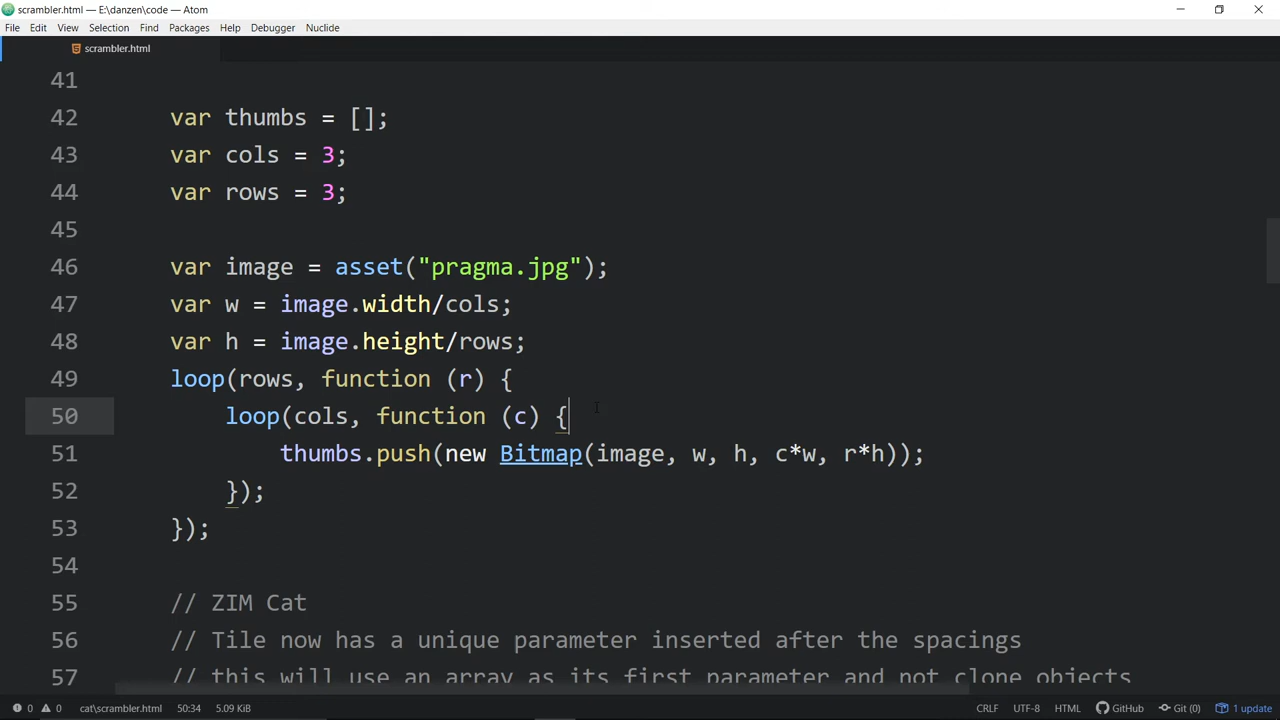 scrambler.html — E:\danzen\code — Atom
File Edit View Selection Find Packages Help Debugger Nuclide
scrambler.html
41
42 var thumbs = [];
43 var cols = 3;
44 var rows = 3;
45
46 var image = asset("pragma.jpg");
47 var w = image.width/cols;
48 var h = image.height/rows;
49 loop(rows, function (r) {
50 loop(cols, function (c) {
51 thumbs.push(new Bitmap(image, w, h, c*w, r*h));
52 });
53 });
54
55 // ZIM Cat
56 // Tile now has a unique parameter inserted after the spacings
57 // this will use an array as its first parameter and not clone objects
0 0 cat\scrambler.html 50:34 5.09 KiB CRLF UTF-8 HTML GitHub Git (0) 1 update